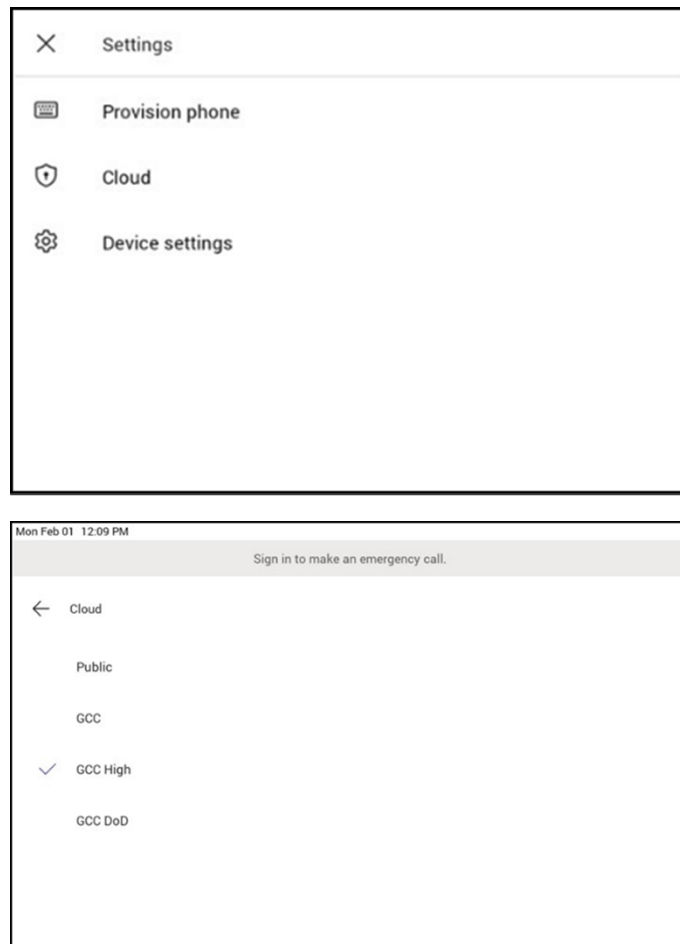 Settings
Provision phone
Cloud
Device settings
Mon Feb 01 12:09 PM
Sign in to make an emergency call.
Cloud
Public
GCC
GCC High
GCC DoD